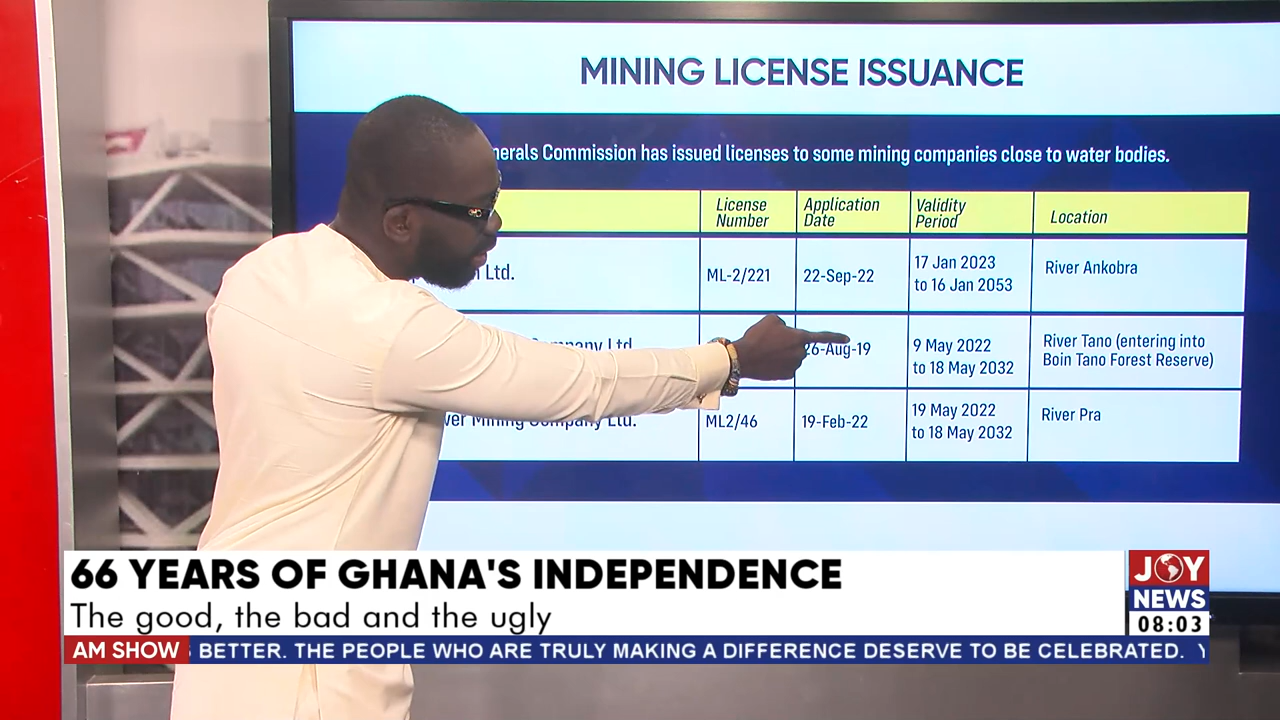 MINING LICENSE ISSUANCE
Commission has issued licenses to some mining companies close to water bodies.
License
Number
Application
Date
Validity
Period
Location
Ltd.
ML-2/221
22-Sep-22
17 Jan 2023
to 16 Jan 2053
River Ankobra
Ltd
26-Aug-19
9 May 2022
to 18 May 2032
River Tano (entering into
Boin Tano Forest Reserve)
Mining Company Ltd.
ML2/46
19-Feb-22
19 May 2022
to 18 May 2032
River Pra
66 YEARS OF GHANA'S INDEPENDENCE
The good, the bad and the ugly
JOY
NEWS
08:03
AM SHOW
BETTER. THE PEOPLE WHO ARE TRULY MAKING A DIFFERENCE DESERVE TO BE CELEBRATED.